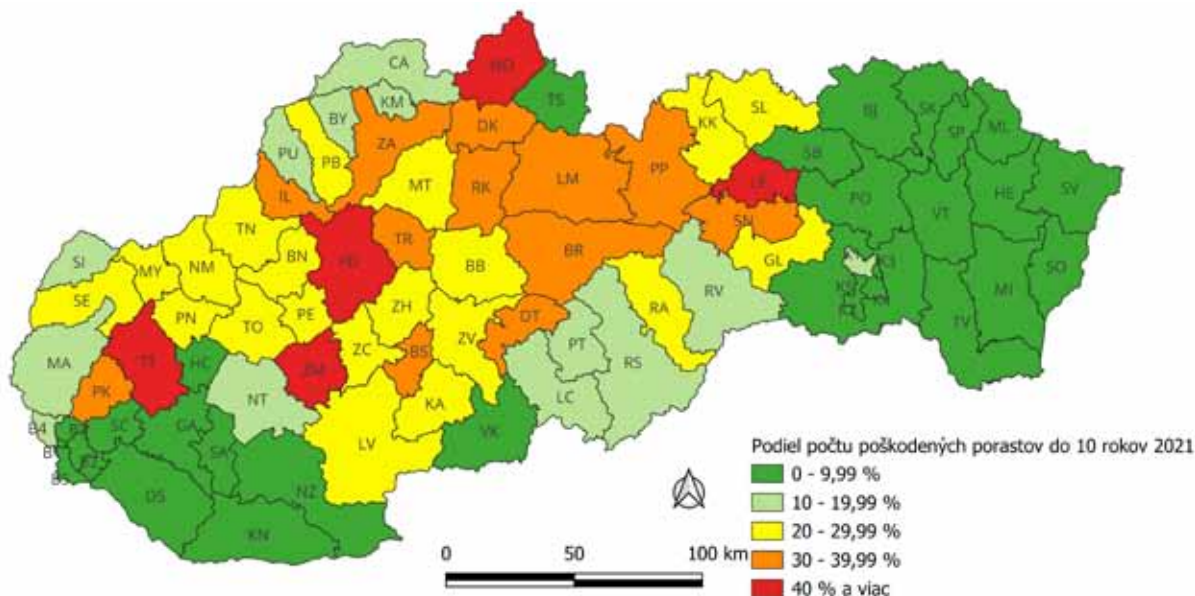 CA
NO
TS
KM
BY
PU
PB
ZA
DK
KK
SL
BJ
SK
SP
ML
SB
IL
MT
RK
LM
PP
LE
PO
HE
SV
VT
TN
TR
SN
BN
PD
BB
BR
GL
SI
MY
NM
RV
KS
SO
SE
ZH
RA
MI
PN
TO
PE
DT
ZV
ZC
BS
PT
RS
TV
MA
TT
HC
ZM
PK
NT
KA
LC
LV
VK
B4
SC
GA
SA
DS
NZ
KN
Podiel počtu poškodených porastov do 10 rokov 2021
0 - 9,99 %
10 - 19,99 %
20 - 29,99 %
30 - 39,99 %
40 % a viac
0 50 100 km